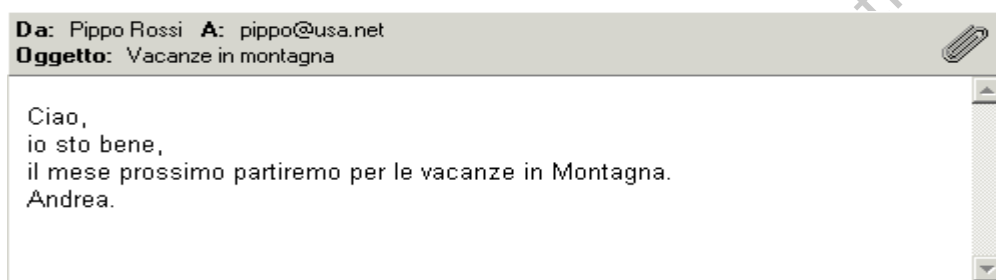 Da: Pippo Rossi A: pippo@usa.net
Oggetto: Vacanze in montagna
Ciao,
io sto bene,
il mese prossimo partiremo per le vacanze in Montagna.
Andrea.